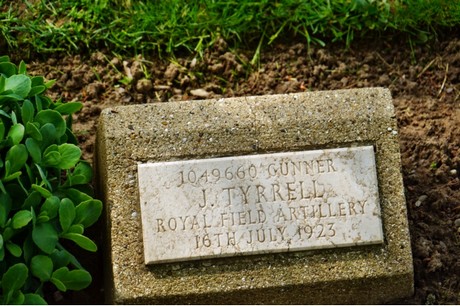 1049660 GUNNER
J. TYRRELL
ROYAL FIELD ARTILLERY
16TH JULY 1923